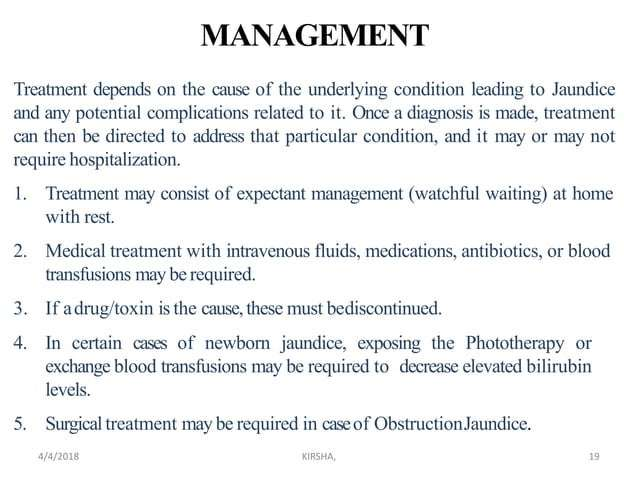 MANAGEMENT
Treatment depends on the cause of the underlying condition leading to Jaundice
and any potential complications related to it. Once a diagnosis is made, treatment
can then be directed to address that particular condition, and it may or may not
require hospitalization.
1. Treatment may consist of expectant management (watchful waiting) at home
with rest.
2. Medical treatment with intravenous fluids, medications, antibiotics, or blood
transfusions may be required.
3. If a drug/toxin is the cause, these must bediscontinued.
4. In certain cases of newborn jaundice, exposing the Phototherapy or
exchange blood transfusions may be required to decrease elevated bilirubin
levels.
5. Surgical treatment may be required in case of ObstructionJaundice.
4/4/2018 KIRSHA, 19